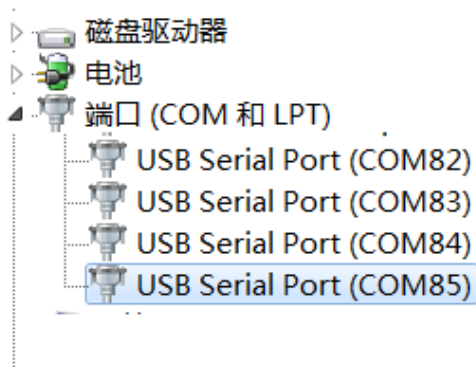 磁盘驱动器
电池
端口 (COM 和 LPT)
USB Serial Port (COM82)
USB Serial Port (COM83)
USB Serial Port (COM84)
USB Serial Port (COM85)